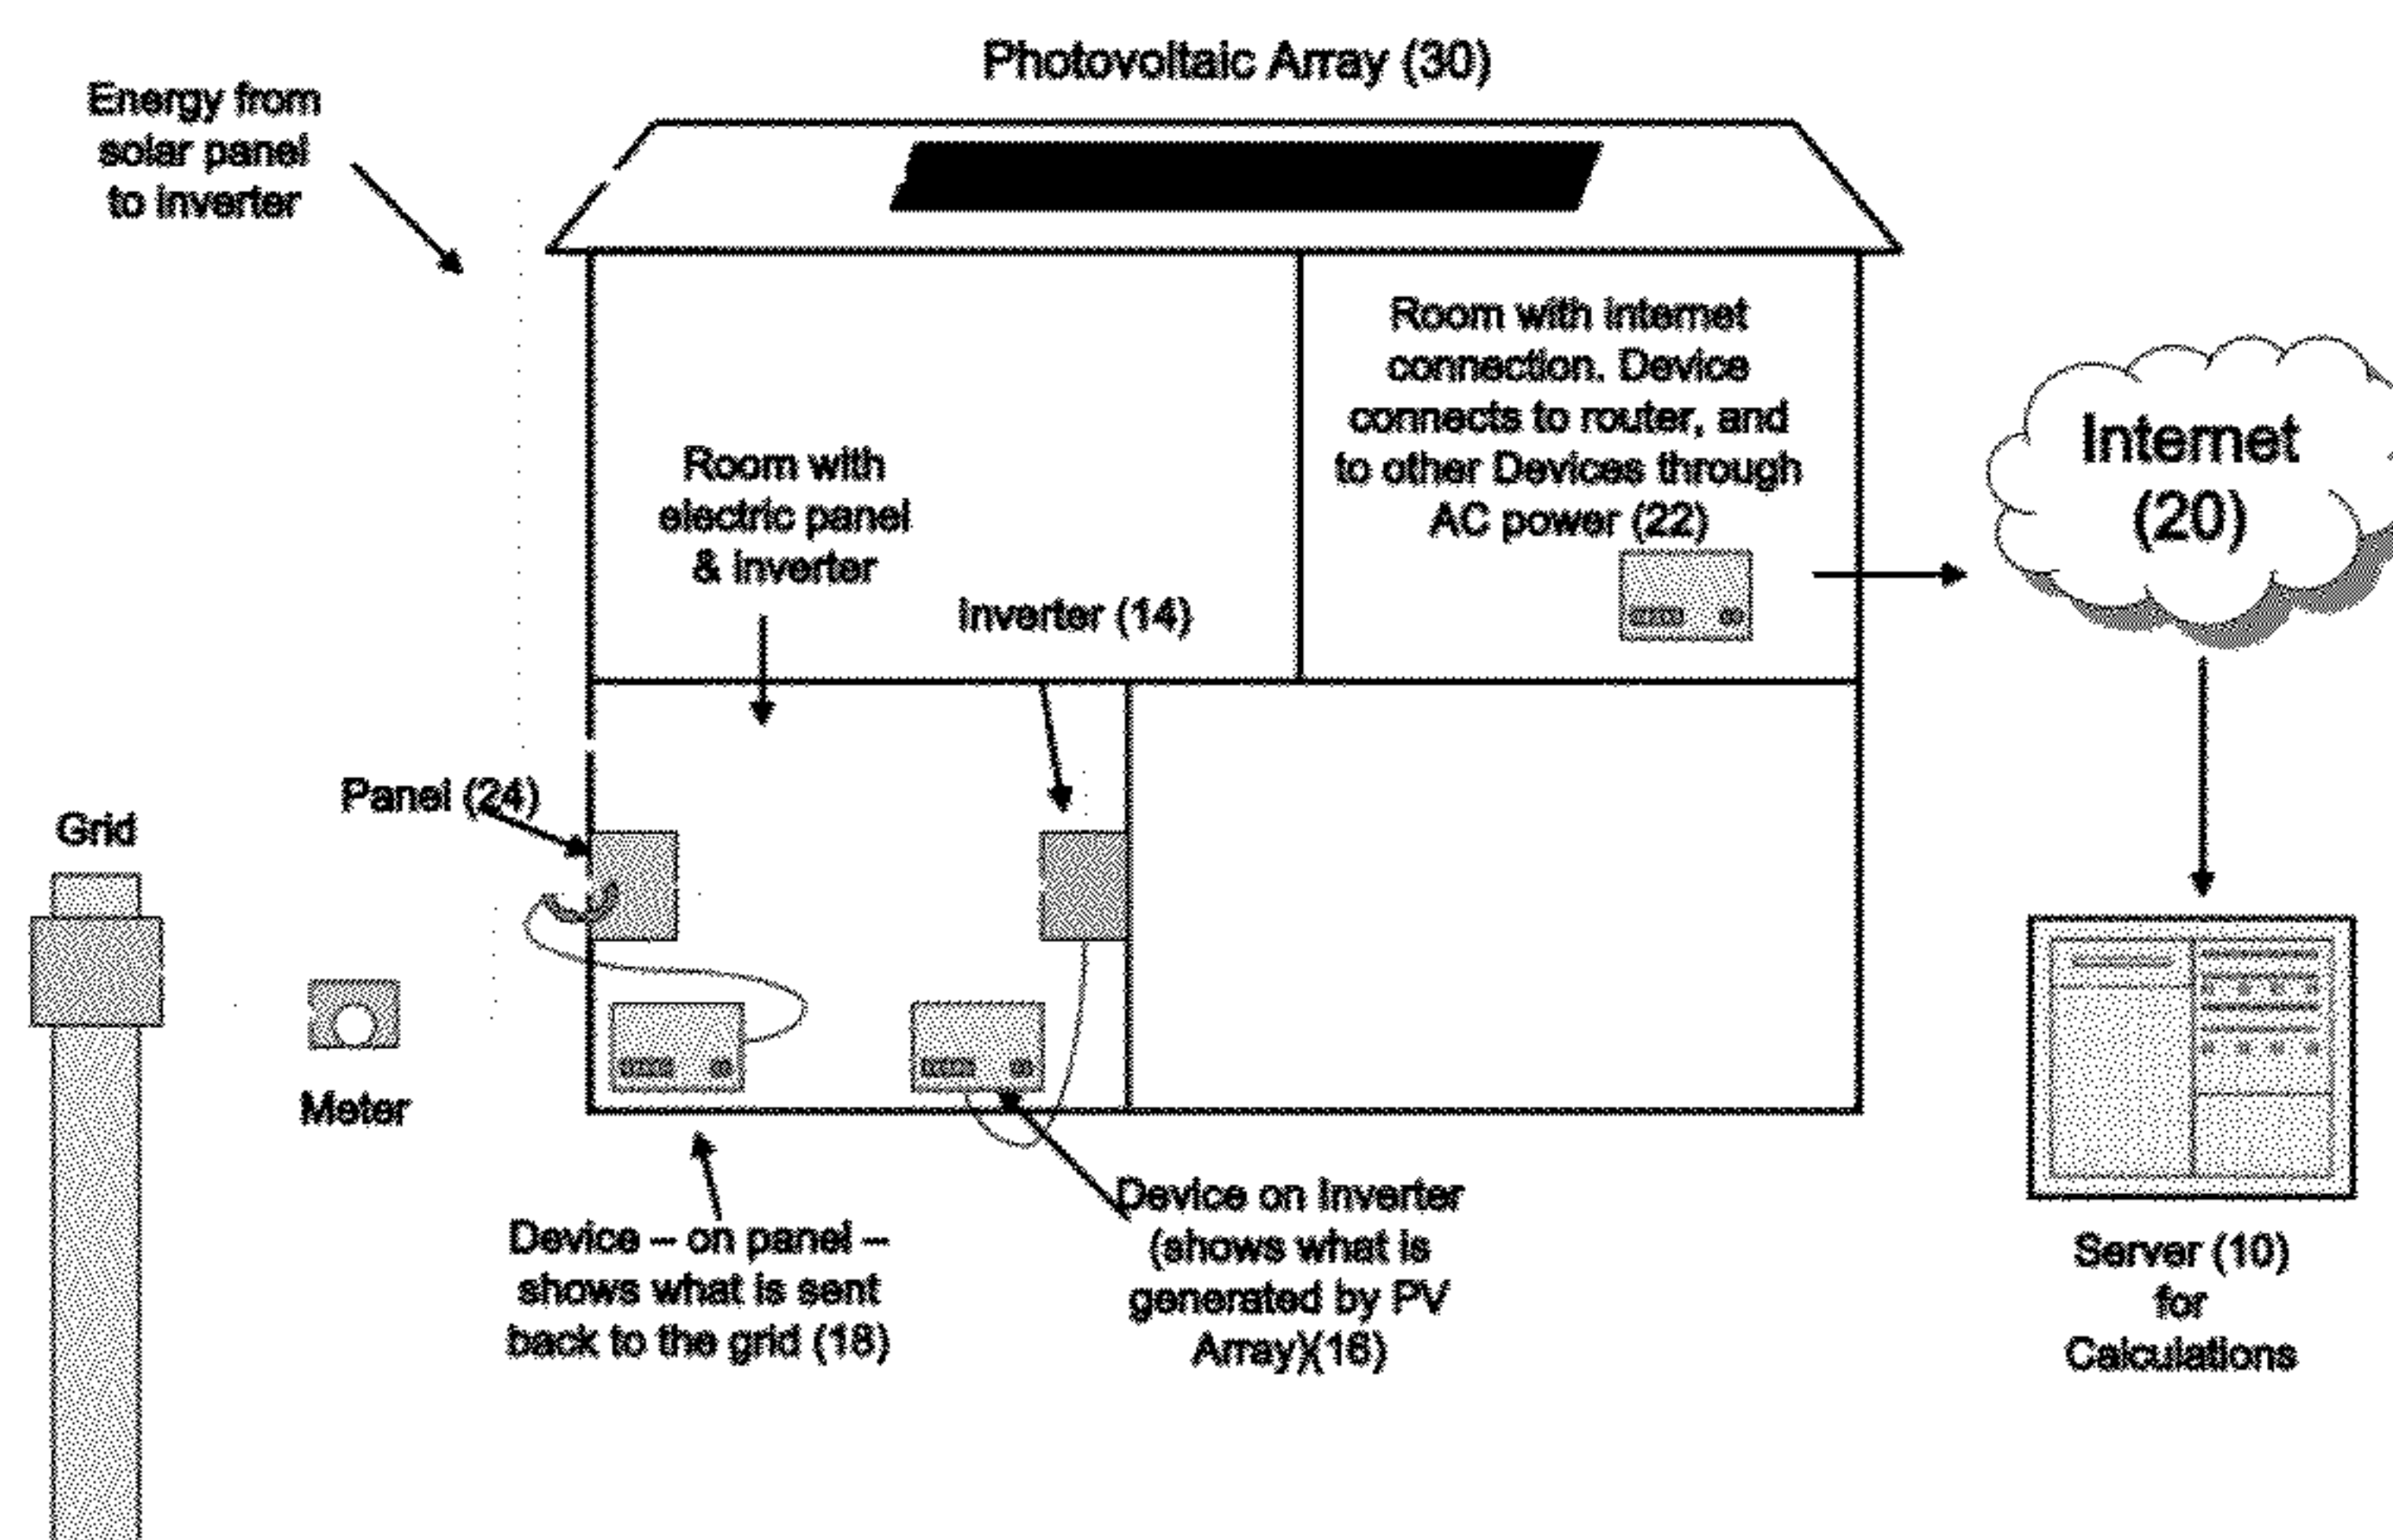 Photovoltaic Array (30)
Energy from
solar panel
to inverter
Room with internet
connection. Device
connects to router, and
to other Devices through
AC power (22)
Internet
(20)
Room with
electric panel
& inverter
Inverter (14)
Panel (24)
Grid
Meter
Device – on panel –
shows what is sent
back to the grid (18)
Device on Inverter
(shows what is
generated by PV
Array)(16)
Server (10)
for
Calculations